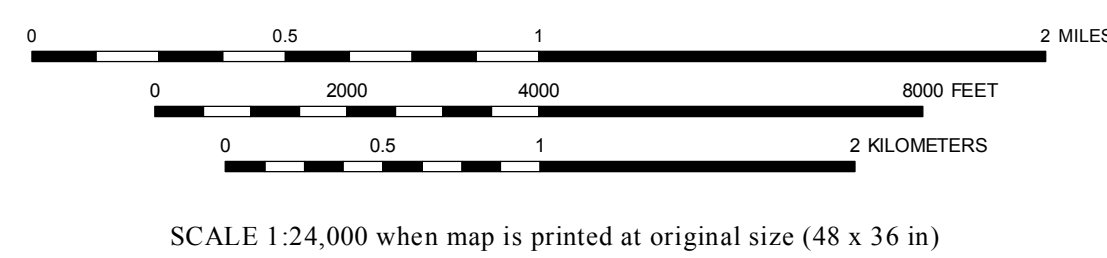 0 0.5 1 2 MILES
0 2000 4000 8000 FEET
0 0.5 1 2 KILOMETERS
SCALE 1:24,000 when map is printed at original size (48 x 36 in)